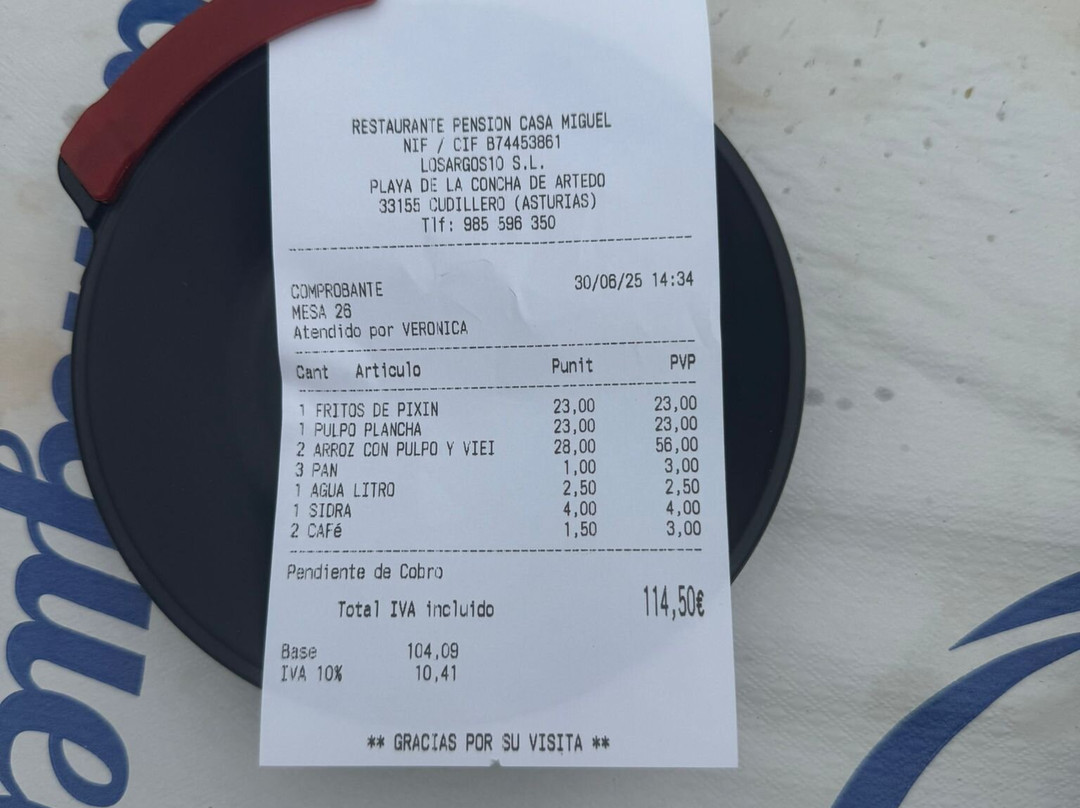 RESTAURANTE PENSION CASA MIGUEL
NIF / CIF B74453861
LOSARGOS10 S.L.
PLAYA DE LA CONCHA DE ARTEDO
33155 CUDILLERO (ASTURIAS)
Tlf: 985 596 350
COMPROBANTE 30/06/25 14:34
MESA 26
Atendido por VERONICA
Cant Articulo Punit PVP
1 FRITOS DE PIXIN 23,00 23,00
1 PULPO PLANCHA 23,00 23,00
2 ARROZ CON PULPO Y VIEI 28,00 56,00
3 PAN 1,00 3,00
1 AGUA LITRO 2,50 2,50
1 SIDRA 4,00 4,00
2 CAFé 1,50 3,00
Pendiente de Cobro
Total IVA incluido 114,50€
Base 104,09
IVA 10% 10,41
** GRACIAS POR SU VISITA **